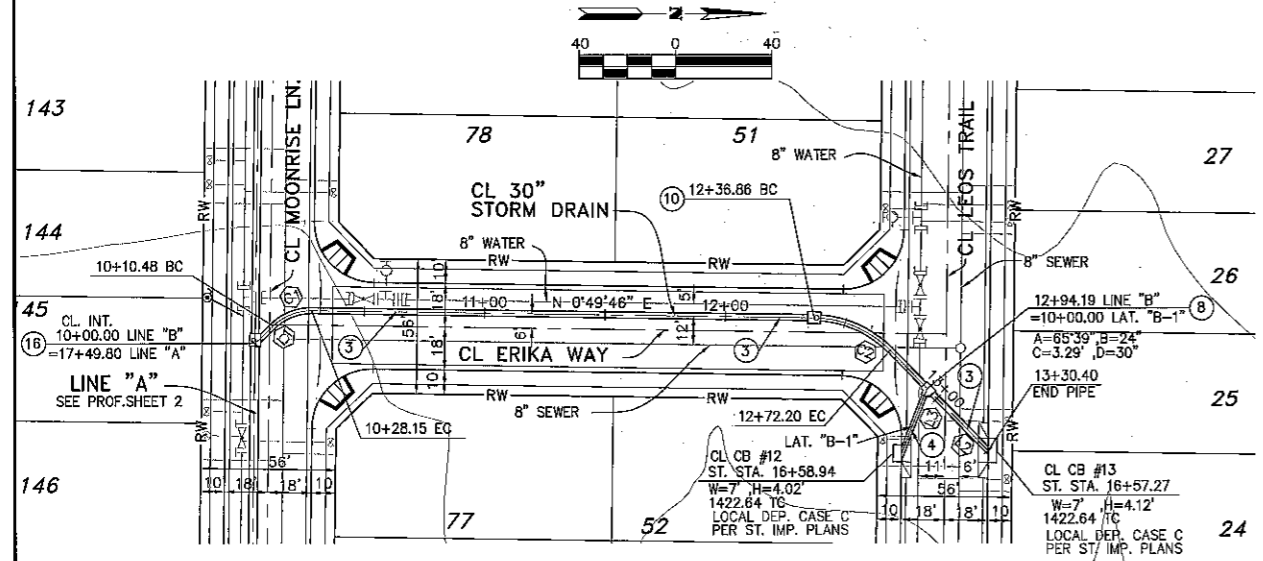 N
40 0 40
143
144
45
146
78
51
27
26
25
24
77
52
RW
RW
CL MOONRISE LN.
CL LEOS TRAIL
8" WATER
CL 30"
STORM DRAIN
10 12+36.86 BC
8" WATER
RW
RW
8" SEWER
10+10.48 BC
11+00
N 0°49'46" E
12+00
5'
12'
6'
10
18'
56'
18'
10
CL. INT.
16 10+00.00 LINE "B"
=17+49.80 LINE "A"
3
CL ERIKA WAY
3
12+94.19 LINE "B"
=10+00.00 LAT. "B-1" 8
A=65°39", B=24"
C=3.29', D=30"
13+30.40
END PIPE
13+00
3
LINE "A"
SEE PROF.SHEET 2
8" SEWER
RW
RW
10+28.15 EC
12+72.20 EC
LAT. "B-1"
4
RW
RW
56'
10 18' 18' 10
11 6'
56'
10 18' 18' 10
CL CB #12
ST. STA. 16+58.94
W=7' ,H=4.02'
1422.64 TC
LOCAL DEP. CASE C
PER ST. IMP. PLANS
CL CB #13
ST. STA. 16+57.27
W=7' ,H=4.12'
1422.64 TC
LOCAL DEP. CASE C
PER ST/ IMP. PLANS